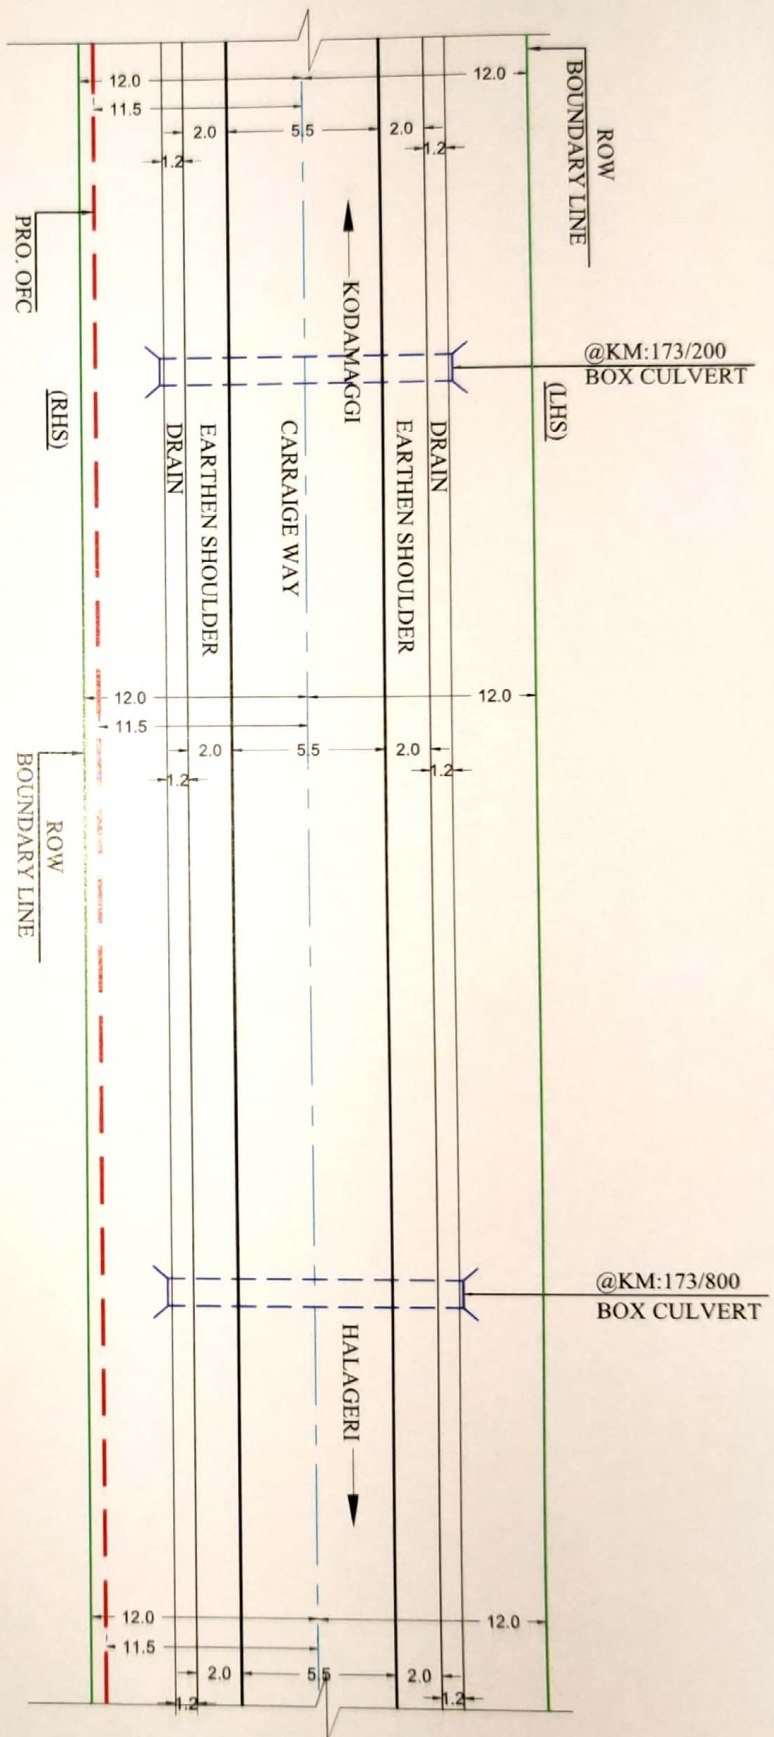 12.0
12.0
11.5
2.0
5.5
2.0
1.2
1.2
ROW
BOUNDARY LINE
PRO. OFC
KODAMAGGI
@KM:173/200
BOX CULVERT
(RHS)
(LHS)
DRAIN
EARTHEN SHOULDER
CARRAIGE WAY
EARTHEN SHOULDER
DRAIN
12.0
12.0
11.5
2.0
5.5
2.0
1.2
1.2
ROW
BOUNDARY LINE
@KM:173/800
BOX CULVERT
HALAGERI
12.0
12.0
11.5
2.0
5.5
2.0
1.2
1.2